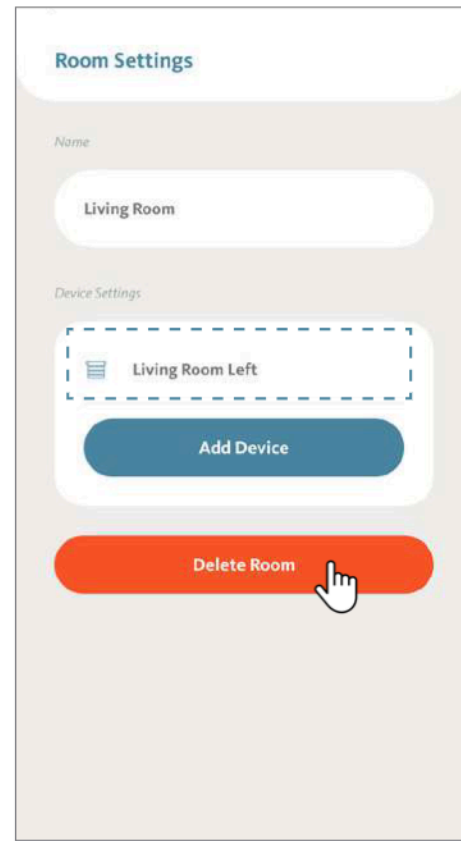 Room Settings
Name
Living Room
Device Settings
Living Room Left
Add Device
Delete Room